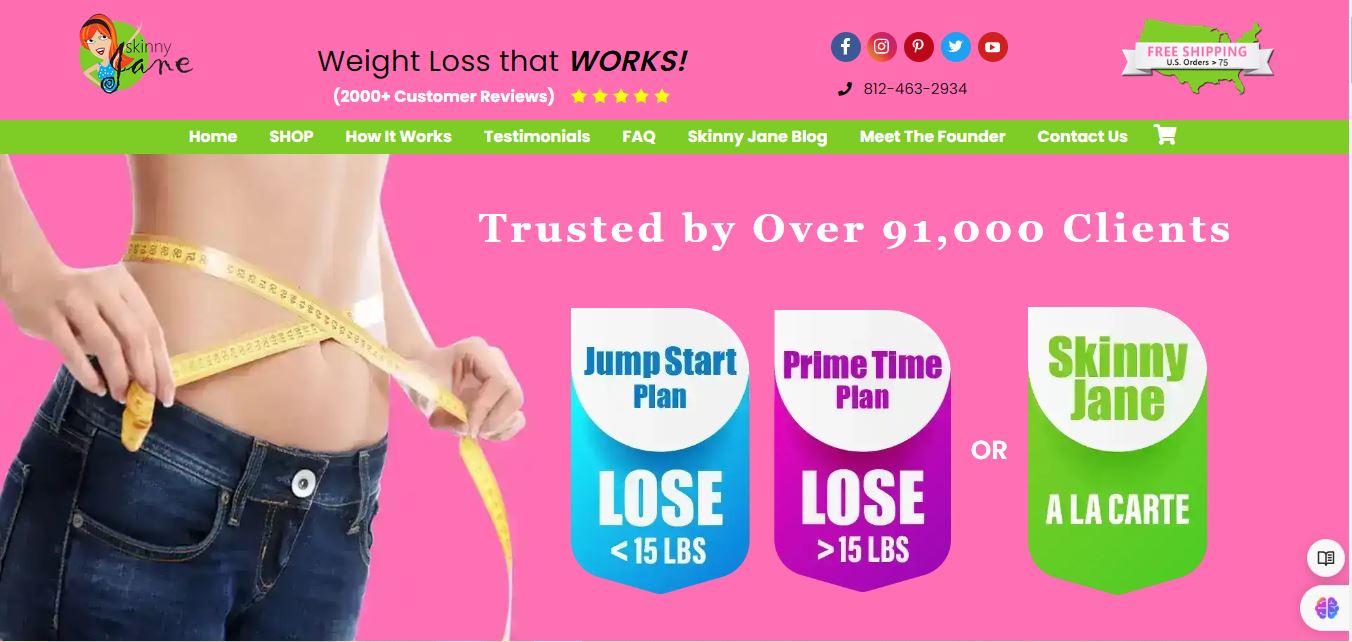 skinny
Jane
Weight Loss that WORKS!
(2000+ Customer Reviews)
812-463-2934
FREE SHIPPING
U.S. Orders > 75
Home SHOP How It Works Testimonials FAQ Skinny Jane Blog Meet The Founder Contact Us
Trusted by Over 91,000 Clients
Jump Start
Plan
LOSE
< 15 LBS
Prime Time
Plan
LOSE
> 15 LBS
OR
Skinny
Jane
A LA CARTE